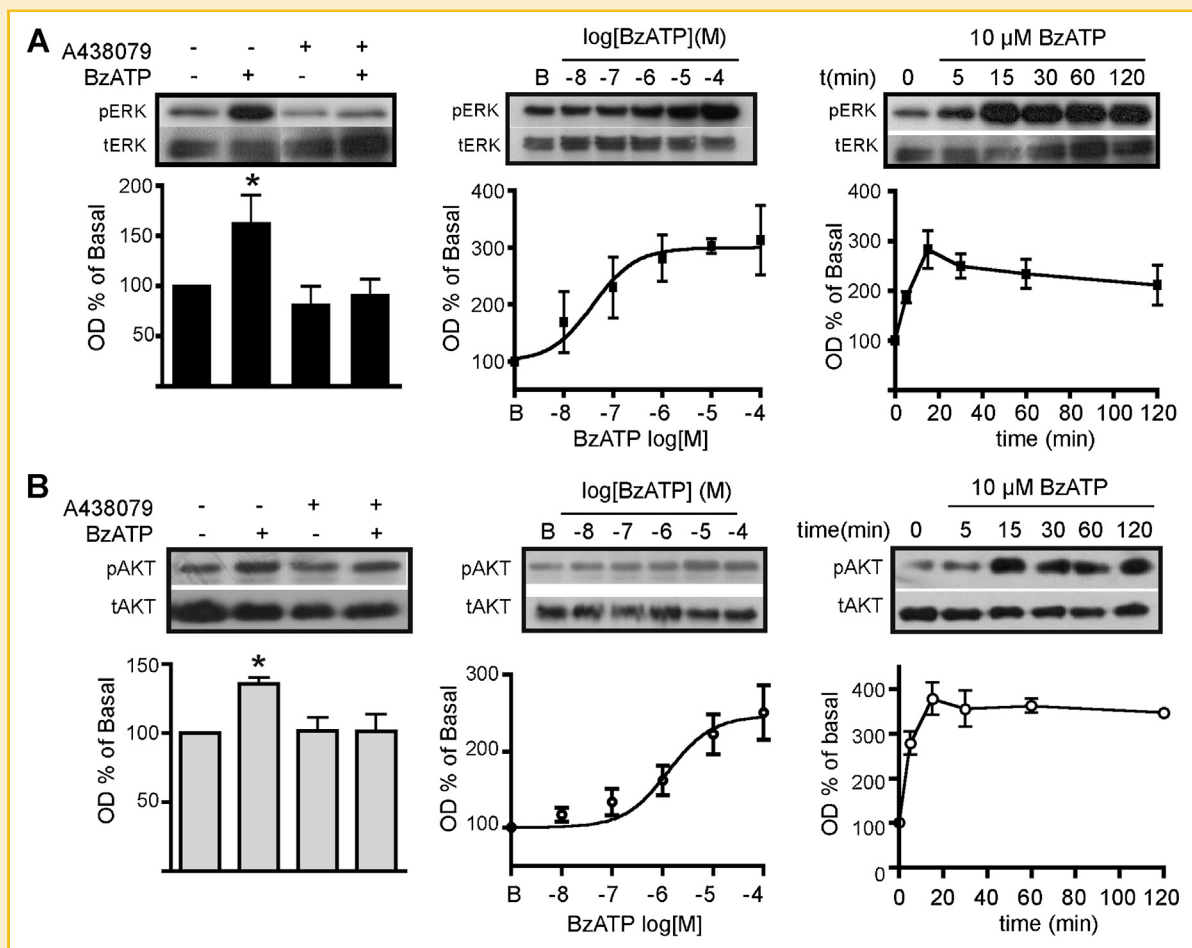 A
A438079 - - + +
BzATP - + - +
pERK
tERK
*
200
150
100
50
OD % of Basal
log[BzATP](M)
B -8 -7 -6 -5 -4
pERK
tERK
400
300
200
100
OD % of Basal
B -8 -7 -6 -5 -4
BzATP log[M]
10 µM BzATP
t(min) 0 5 15 30 60 120
pERK
tERK
400
300
200
100
0
OD % of Basal
0 20 40 60 80 100 120
time (min)
B
A438079 - - + +
BzATP - + - +
pAKT
tAKT
*
150
100
50
OD % of Basal
log[BzATP] (M)
B -8 -7 -6 -5 -4
pAKT
tAKT
300
200
100
OD % of Basal
B -8 -7 -6 -5 -4
BzATP log[M]
10 µM BzATP
time(min) 0 5 15 30 60 120
pAKT
tAKT
400
300
200
100
0
OD % of basal
0 20 40 60 80 100 120
time (min)